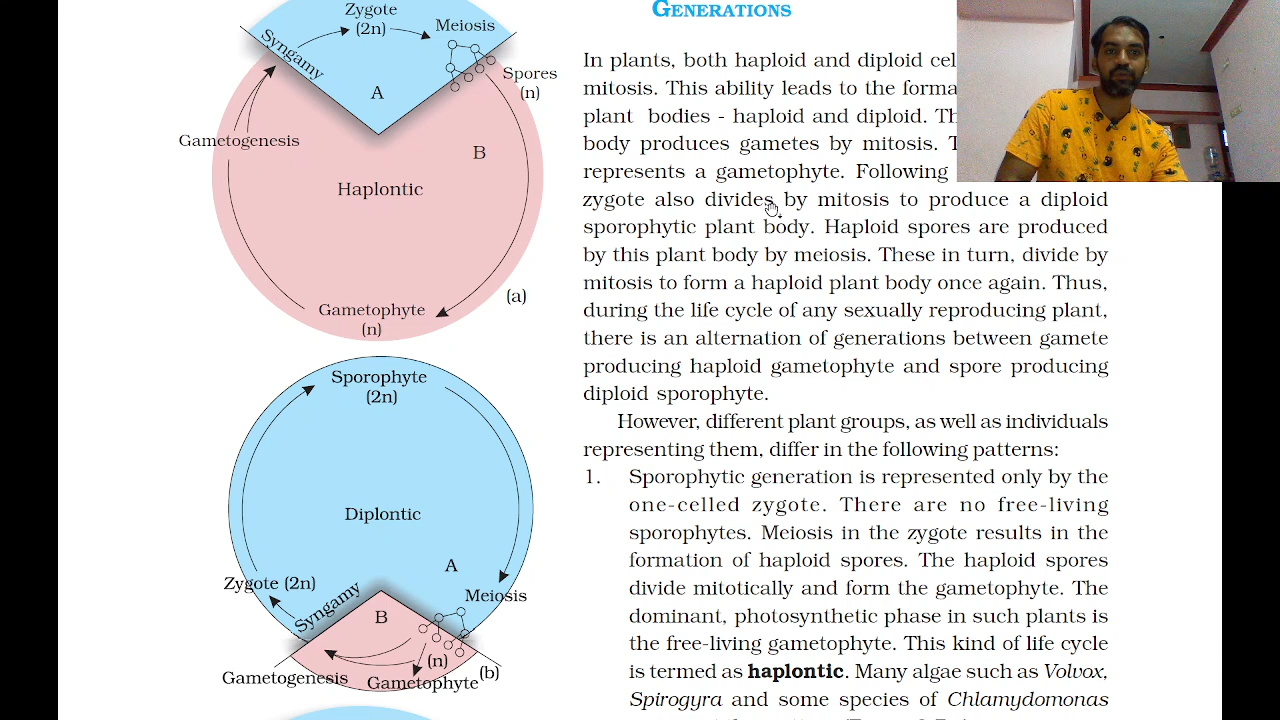 Zygote
(2n)
Meiosis
Syngamy
Spores
(n)
A
Gametogenesis
B
Haplontic
Gametophyte
(n)
(a)
Sporophyte
(2n)
Diplontic
A
Zygote (2n)
Syngamy
Meiosis
B
(n)
Gametogenesis
Gametophyte
(b)
GENERATIONS
In plants, both haploid and diploid
mitosis. This ability leads to the
plant bodies - haploid and diploid.
body produces gametes by mitosis.
represents a gametophyte. Following
zygote also divides by mitosis to produce a diploid
sporophytic plant body. Haploid spores are produced
by this plant body by meiosis. These in turn, divide by
mitosis to form a haploid plant body once again. Thus,
during the life cycle of any sexually reproducing plant,
there is an alternation of generations between gamete
producing haploid gametophyte and spore producing
diploid sporophyte.
However, different plant groups, as well as individuals
representing them, differ in the following patterns:
1. Sporophytic generation is represented only by the
one-celled zygote. There are no free-living
sporophytes. Meiosis in the zygote results in the
formation of haploid spores. The haploid spores
divide mitotically and form the gametophyte. The
dominant, photosynthetic phase in such plants is
the free-living gametophyte. This kind of life cycle
is termed as haplontic. Many algae such as Volvox,
Spirogyra and some species of Chlamydomonas